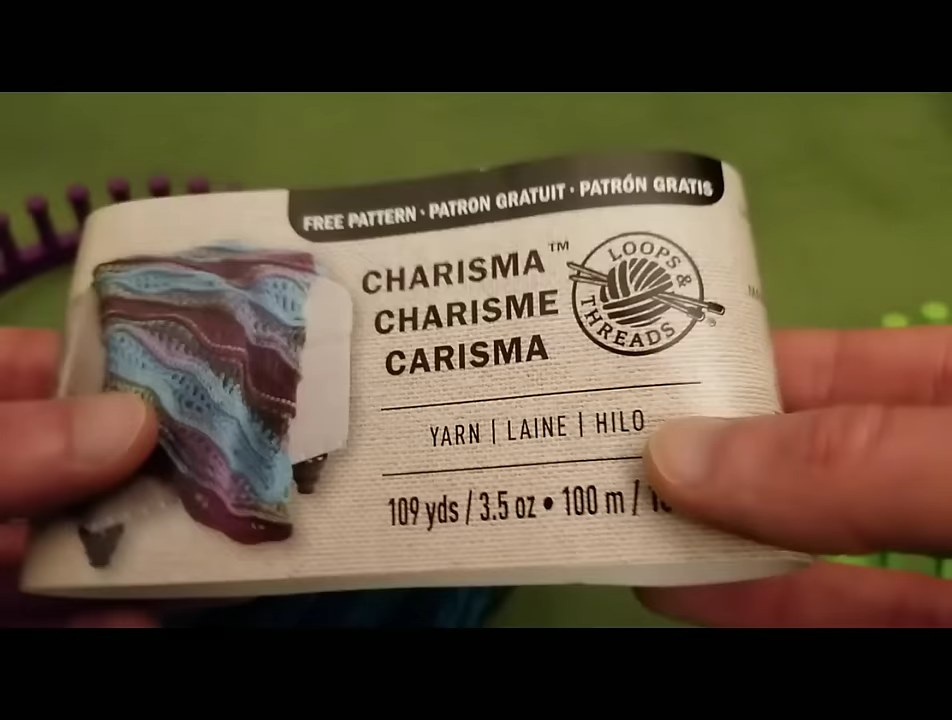 FREE PATTERN · PATRON GRATUIT · PATRÓN GRATIS
CHARISMA™
CHARISME
CARISMA
LOOPS &
THREADS
YARN | LAINE | HILO
109 yds / 3.5 oz • 100 m /